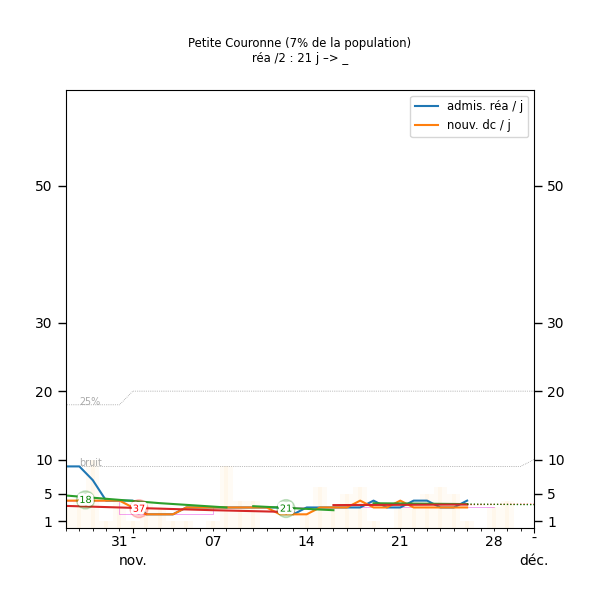 Petite Couronne (7% de la population)
réa /2 : 21 j −> _
admis. réa / j
nouv. dc / j
50 50
30 30
25%
20 20
bruit
10 10
18
5 5
37 21
1 1
31 - 07 14 21 28 -
nov. déc.